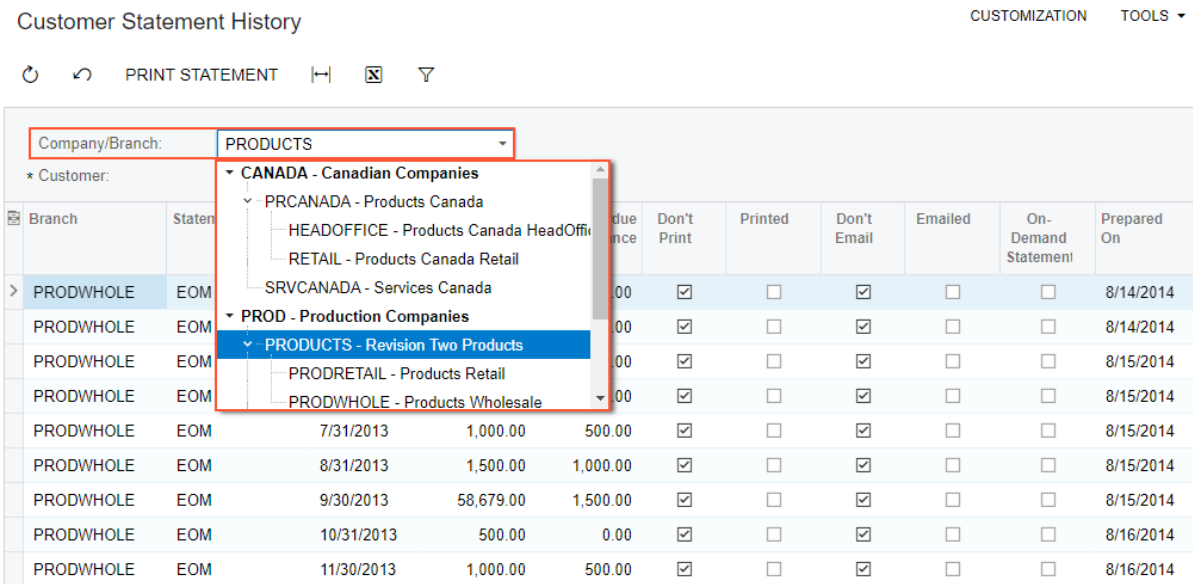 Customer Statement History
CUSTOMIZATION TOOLS
PRINT STATEMENT
Company/Branch: PRODUCTS
* Customer:
CANADA - Canadian Companies
PRCANADA - Products Canada
HEADOFFICE - Products Canada HeadOffi
RETAIL - Products Canada Retail
SRVCANADA - Services Canada
PROD - Production Companies
PRODUCTS - Revision Two Products
PRODRETAIL - Products Retail
PRODWHOLE - Products Wholesale
Branch Statem due Don't Printed Don't Emailed On- Prepared
nce Print Email Demand On
Statement
PRODWHOLE EOM .00 8/14/2014
PRODWHOLE EOM .00 8/14/2014
PRODWHOLE EOM .00 8/15/2014
PRODWHOLE EOM .00 8/15/2014
PRODWHOLE EOM 7/31/2013 1,000.00 500.00 8/15/2014
PRODWHOLE EOM 8/31/2013 1,500.00 1,000.00 8/15/2014
PRODWHOLE EOM 9/30/2013 58,679.00 1,500.00 8/15/2014
PRODWHOLE EOM 10/31/2013 500.00 0.00 8/16/2014
PRODWHOLE EOM 11/30/2013 1,000.00 500.00 8/16/2014